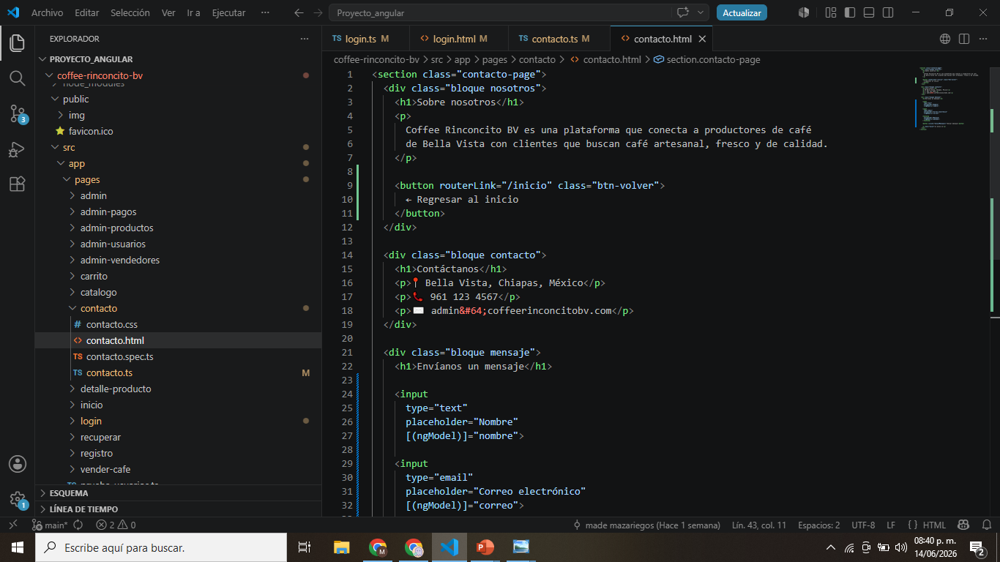 Archivo Editar Selección Ver Ir a Ejecutar ··· Proyecto_angular Actualizar
EXPLORADOR ···
PROYECTO_ANGULAR
coffee-rinconcito-bv
node_modules
public
img
favicon.ico
src
app
pages
admin
admin-pagos
admin-productos
admin-usuarios
admin-vendedores
carrito
catalogo
contacto
# contacto.css
<> contacto.html
TS contacto.spec.ts
TS contacto.ts M
detalle-producto
inicio
login
recuperar
registro
vender-cafe
ESQUEMA
LÍNEA DE TIEMPO
3
1
TS login.ts M <> login.html M TS contacto.ts M <> contacto.html
coffee-rinconcito-bv > src > app > pages > contacto > <> contacto.html > section.contacto-page
1 <section class="contacto-page">
2 <div class="bloque nosotros">
3 <h1>Sobre nosotros</h1>
4 <p>
5 Coffee Rinconcito BV es una plataforma que conecta a productores de café
6 de Bella Vista con clientes que buscan café artesanal, fresco y de calidad.
7 </p>
8
9 <button routerLink="/inicio" class="btn-volver">
10 ← Regresar al inicio
11 </button>
12 </div>
13
14 <div class="bloque contacto">
15 <h1>Contáctanos</h1>
16 <p>📍 Bella Vista, Chiapas, México</p>
17 <p>📞 961 123 4567</p>
18 <p>✉️ admin&#64;coffeerinconcitobv.com</p>
19 </div>
20
21 <div class="bloque mensaje">
22 <h1>Envíanos un mensaje</h1>
23
24 <input
25 type="text"
26 placeholder="Nombre"
27 [(ngModel)]="nombre">
28
29 <input
30 type="email"
31 placeholder="Correo electrónico"
32 [(ngModel)]="correo">
main* 2 0 made mazariegos (Hace 1 semana) Lín. 43, col. 11 Espacios: 2 UTF-8 LF { } HTML
Escribe aquí para buscar.
08:40 p. m.
14/06/2026
2